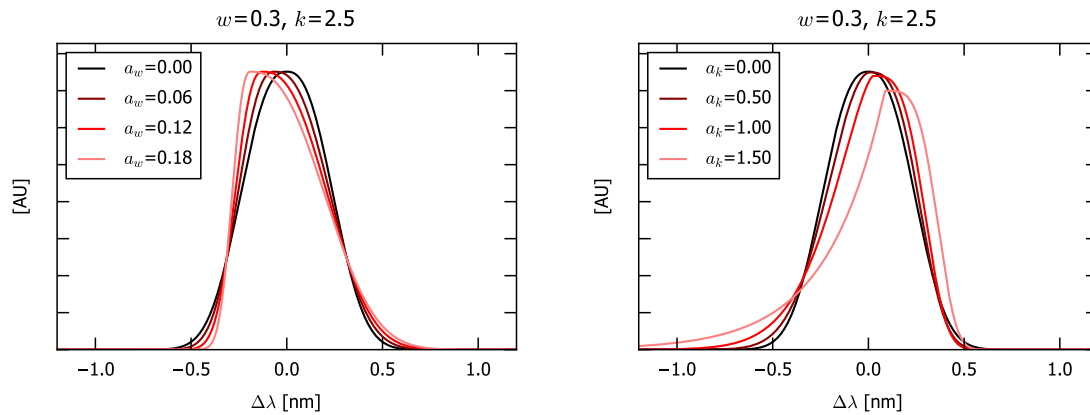 w=0.3, k=2.5
a_w=0.00
a_w=0.06
a_w=0.12
a_w=0.18
[AU]
−1.0 −0.5 0.0 0.5 1.0
Δλ [nm]
w=0.3, k=2.5
a_k=0.00
a_k=0.50
a_k=1.00
a_k=1.50
[AU]
−1.0 −0.5 0.0 0.5 1.0
Δλ [nm]